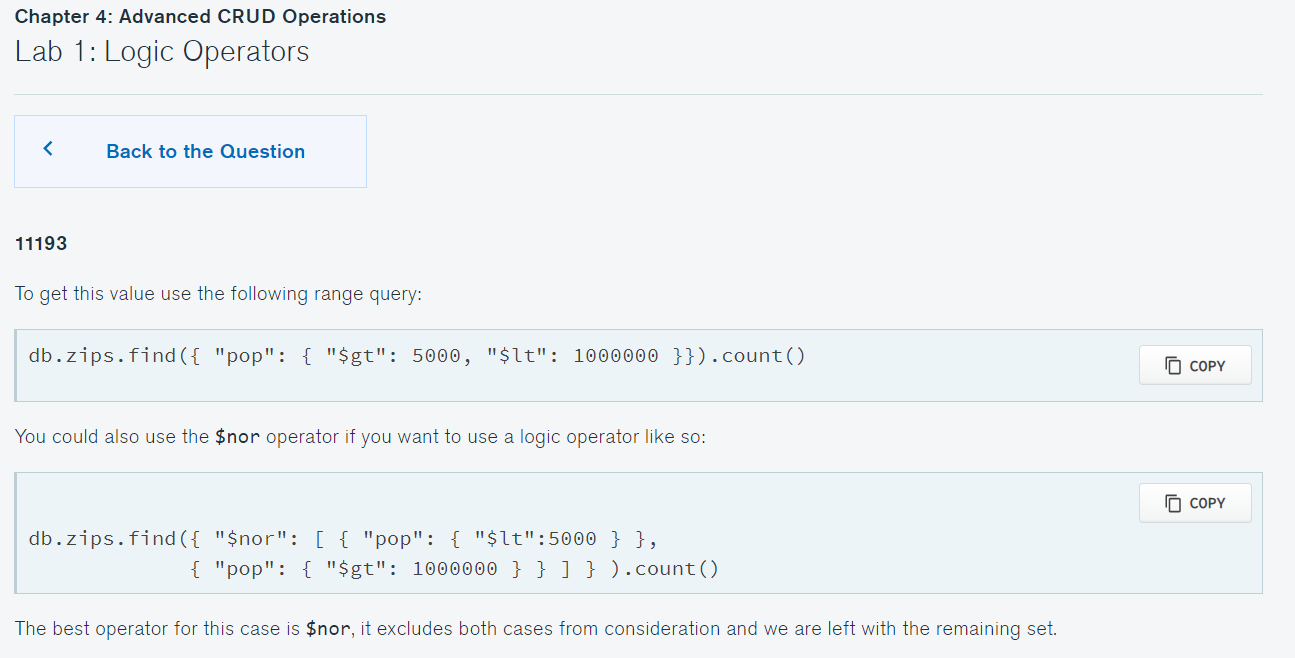 Chapter 4: Advanced CRUD Operations
Lab 1: Logic Operators
Back to the Question
11193
To get this value use the following range query:
db.zips.find({ "pop": { "$gt": 5000, "$lt": 1000000 }}).count()
COPY
You could also use the $nor operator if you want to use a logic operator like so:
COPY
db.zips.find({ "$nor": [ { "pop": { "$lt":5000 } },
{ "pop": { "$gt": 1000000 } } ] } ).count()
The best operator for this case is $nor, it excludes both cases from consideration and we are left with the remaining set.